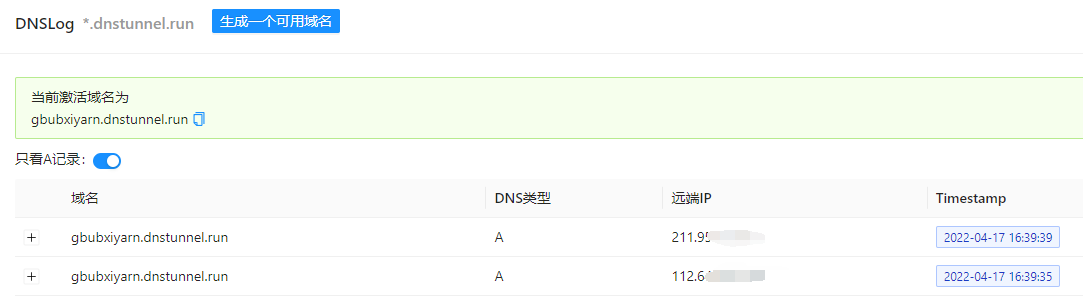 DNSLog *.dnstunnel.run 生成一个可用域名
当前激活域名为
gbubxiyarn.dnstunnel.run
只看A记录：
域名 DNS类型 远端IP Timestamp
gbubxiyarn.dnstunnel.run A 211.95 2022-04-17 16:39:39
gbubxiyarn.dnstunnel.run A 112.6 2022-04-17 16:39:35